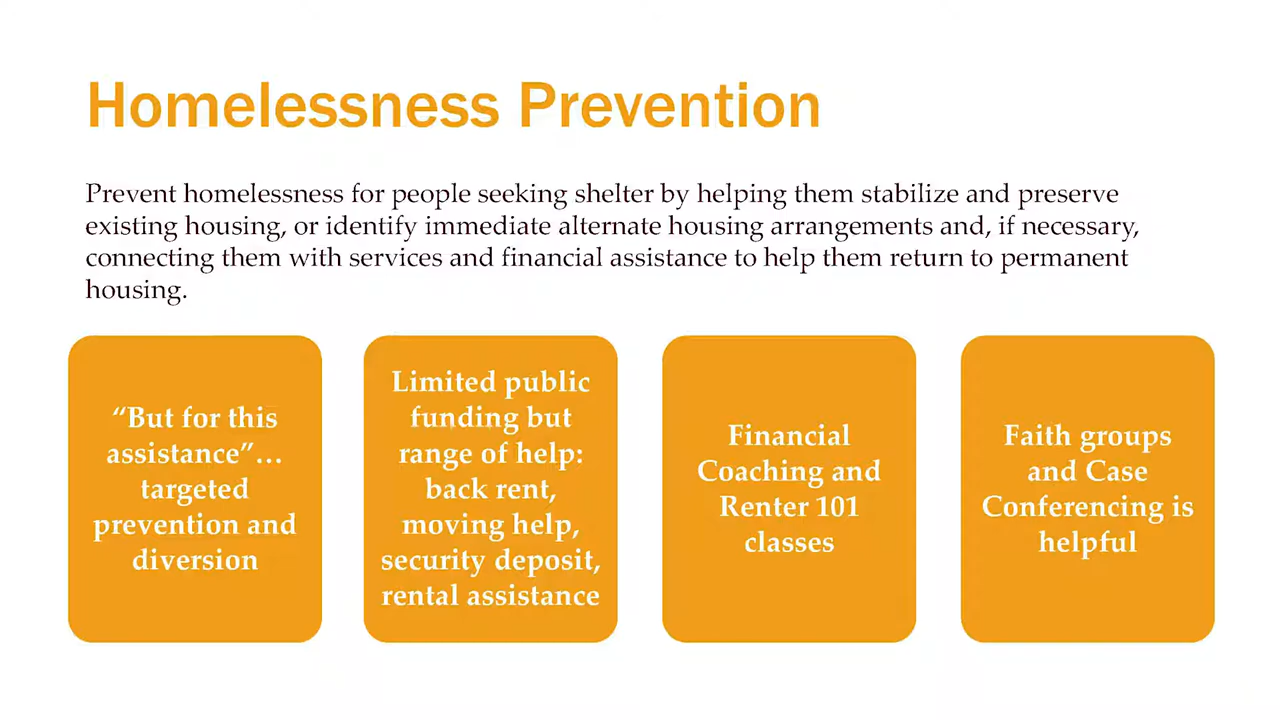 Homelessness Prevention
Prevent homelessness for people seeking shelter by helping them stabilize and preserve
existing housing, or identify immediate alternate housing arrangements and, if necessary,
connecting them with services and financial assistance to help them return to permanent
housing.
“But for this
assistance”…
targeted
prevention and
diversion
Limited public
funding but
range of help:
back rent,
moving help,
security deposit,
rental assistance
Financial
Coaching and
Renter 101
classes
Faith groups
and Case
Conferencing is
helpful